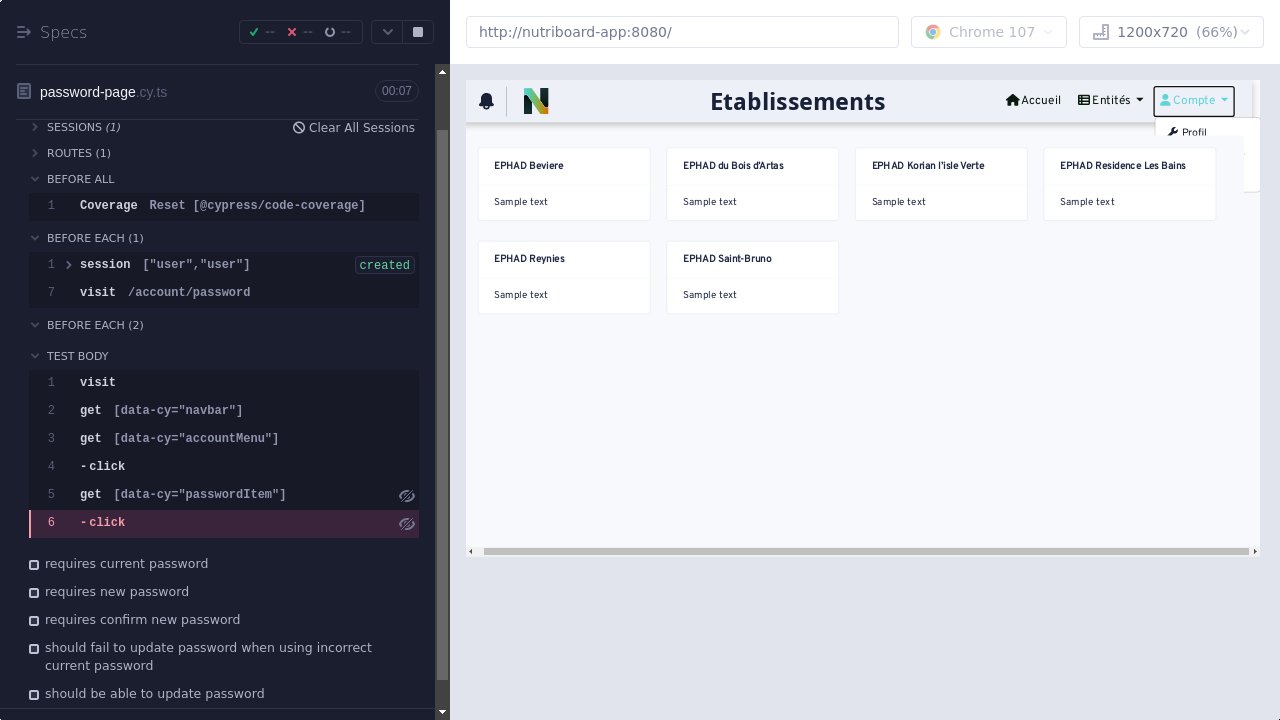 Specs
-- -- --
password-page.cy.ts
00:07
SESSIONS (1)
Clear All Sessions
ROUTES (1)
BEFORE ALL
1 Coverage Reset [@cypress/code-coverage]
BEFORE EACH (1)
1 session ["user","user"] created
7 visit /account/password
BEFORE EACH (2)
TEST BODY
1 visit
2 get [data-cy="navbar"]
3 get [data-cy="accountMenu"]
4 -click
5 get [data-cy="passwordItem"]
6 -click
requires current password
requires new password
requires confirm new password
should fail to update password when using incorrect
current password
should be able to update password
http://nutriboard-app:8080/
Chrome 107
1200x720 (66%)
N
Etablissements
Accueil
Entités
Compte
Profil
EPHAD Beviere
Sample text
EPHAD du Bois d'Artas
Sample text
EPHAD Korian l'isle Verte
Sample text
EPHAD Residence Les Bains
Sample text
EPHAD Reynies
Sample text
EPHAD Saint-Bruno
Sample text